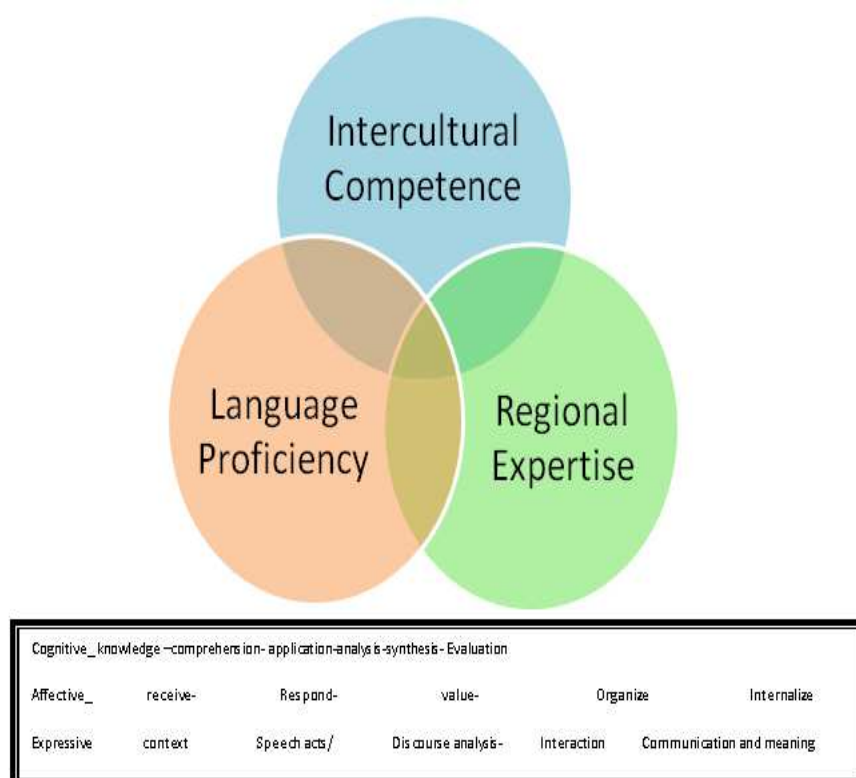 Intercultural
Competence
Language
Proficiency
Regional
Expertise
Cognitive_ knowledge –comprehension- application-analysis-synthesis- Evaluation
Affective_ receive- Respond- value- Organize Internalize
Expressive context Speech acts/ Discourse analysis- Interaction Communication and meaning